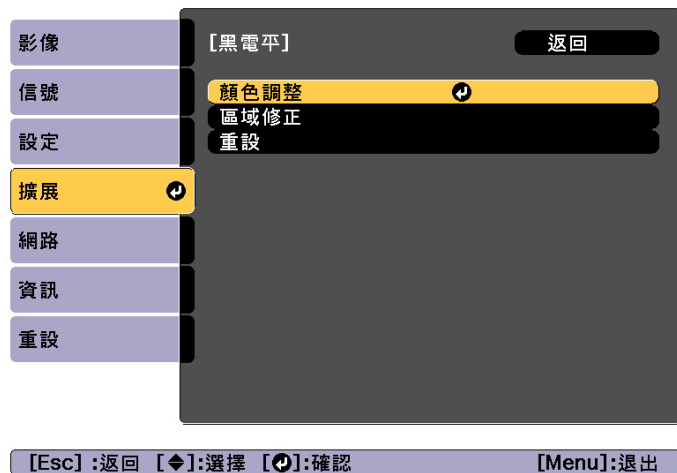 影像
信號
設定
擴展
網路
資訊
重設
[黑電平]
返回
顏色調整
區域修正
重設
[Esc] :返回 [◆]:選擇 [↵]:確認 [Menu]:退出